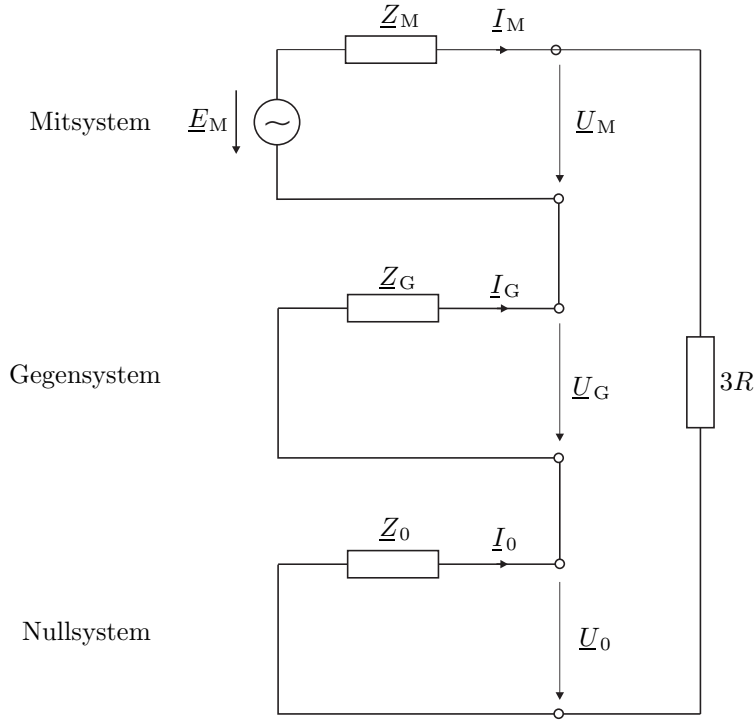 Z_M I_M
Mitsystem E_M ~ U_M
Z_G I_G
Gegensystem U_G 3R
Z_0 I_0
Nullsystem U_0